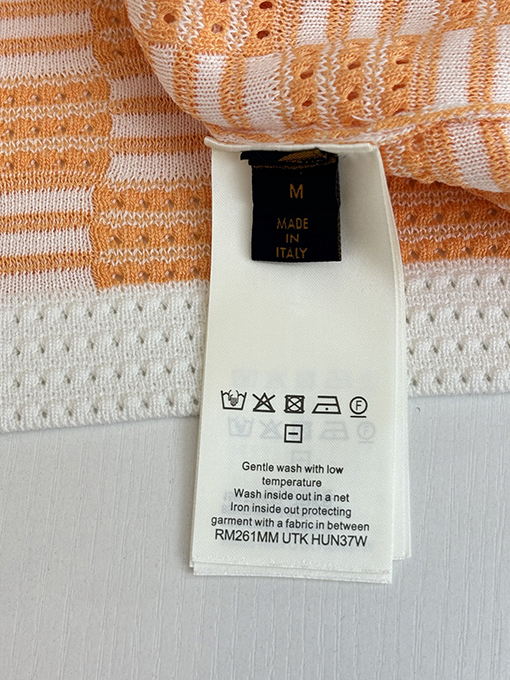 M
MADE
IN
ITALY
F
Gentle wash with low
temperature
Wash inside out in a net
Iron inside out protecting
garment with a fabric in between
RM261MM UTK HUN37W